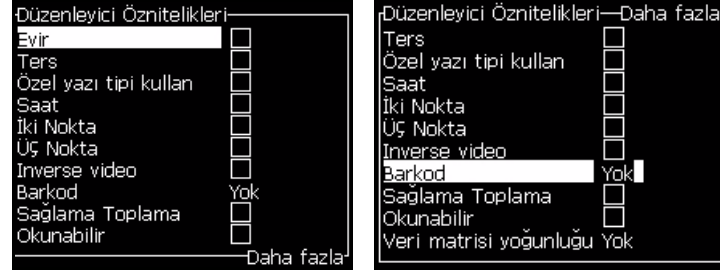 Düzenleyici Öznitelikleri
Evir
Ters
Özel yazı tipi kullan
Saat
İki Nokta
Üç Nokta
Inverse video
Barkod Yok
Sağlama Toplama
Okunabilir
Daha fazla
Düzenleyici Öznitelikleri Daha fazla
Ters
Özel yazı tipi kullan
Saat
İki Nokta
Üç Nokta
Inverse video
Barkod Yok
Sağlama Toplama
Okunabilir
Veri matrisi yoğunluğu Yok